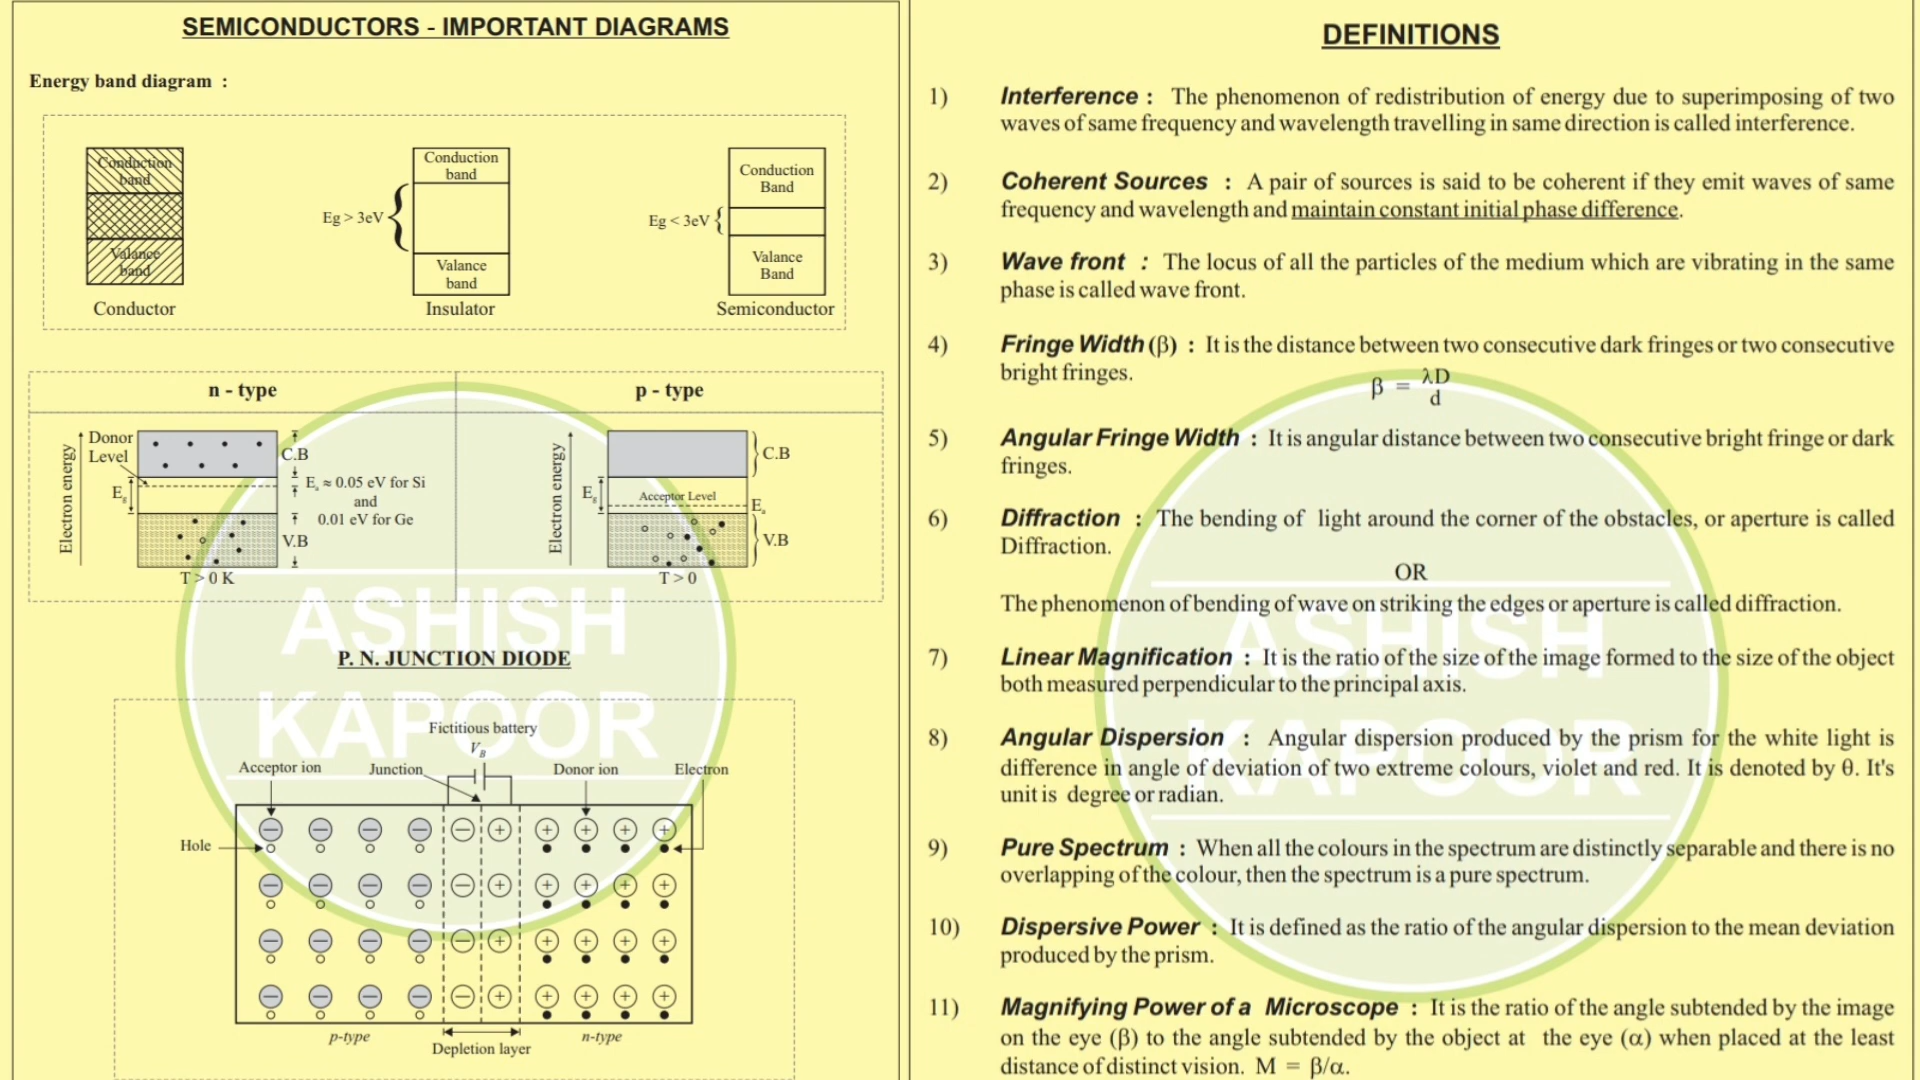 SEMICONDUCTORS - IMPORTANT DIAGRAMS
Energy band diagram :
Conduction
band
Valance
band
Conductor
Eg > 3eV
Conduction
band
Valance
band
Insulator
Eg < 3eV
Conduction
Band
Valance
Band
Semiconductor
n - type
p - type
Electron energy
Donor
Level
Eg
C.B
Es ≈ 0.05 eV for Si
and
0.01 eV for Ge
V.B
T > 0 K
Electron energy
Eg
Acceptor Level
C.B
Ea
V.B
T > 0
ASHISH
KAPOOR
P. N. JUNCTION DIODE
Fictitious battery
VB
Acceptor ion
Junction
Donor ion
Electron
Hole
p-type
Depletion layer
n-type
DEFINITIONS
1) Interference : The phenomenon of redistribution of energy due to superimposing of two
waves of same frequency and wavelength travelling in same direction is called interference.
2) Coherent Sources : A pair of sources is said to be coherent if they emit waves of same
frequency and wavelength and maintain constant initial phase difference.
3) Wave front : The locus of all the particles of the medium which are vibrating in the same
phase is called wave front.
4) Fringe Width (β) : It is the distance between two consecutive dark fringes or two consecutive
bright fringes.
β = λD
d
5) Angular Fringe Width : It is angular distance between two consecutive bright fringe or dark
fringes.
6) Diffraction : The bending of light around the corner of the obstacles, or aperture is called
Diffraction.
OR
The phenomenon of bending of wave on striking the edges or aperture is called diffraction.
ASHISH
KAPOOR
7) Linear Magnification : It is the ratio of the size of the image formed to the size of the object
both measured perpendicular to the principal axis.
8) Angular Dispersion : Angular dispersion produced by the prism for the white light is
difference in angle of deviation of two extreme colours, violet and red. It is denoted by θ. It's
unit is degree or radian.
9) Pure Spectrum : When all the colours in the spectrum are distinctly separable and there is no
overlapping of the colour, then the spectrum is a pure spectrum.
10) Dispersive Power : It is defined as the ratio of the angular dispersion to the mean deviation
produced by the prism.
11) Magnifying Power of a Microscope : It is the ratio of the angle subtended by the image
on the eye (β) to the angle subtended by the object at the eye (α) when placed at the least
distance of distinct vision. M = β/α.